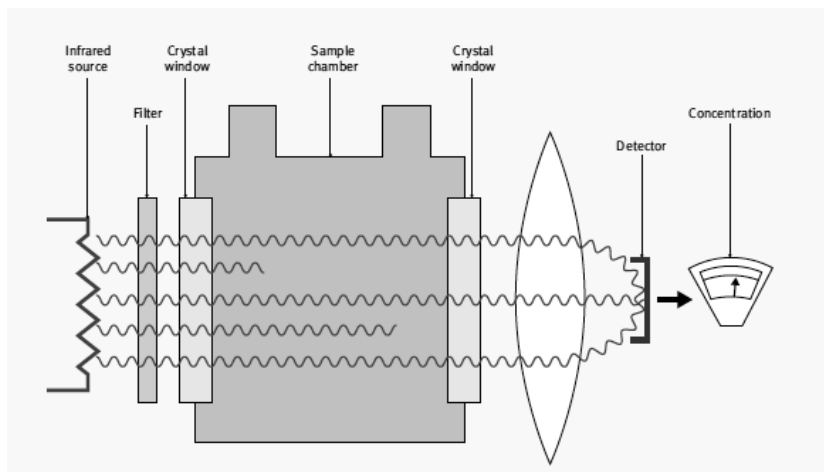 Infrared
source
Crystal
window
Sample
chamber
Crystal
window
Filter
Concentration
Detector